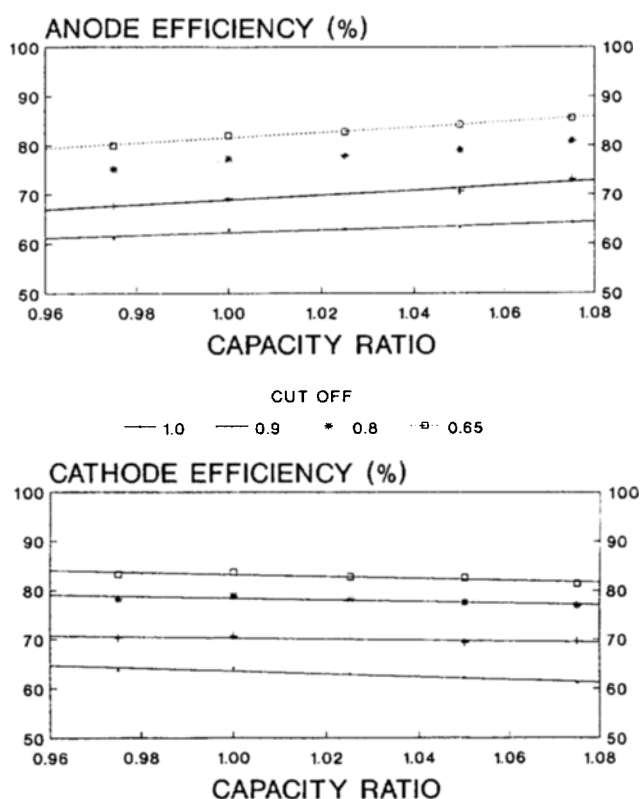 ANODE EFFICIENCY (%)
100 100
90 90
80 80
70 70
60 60
50 50
0.96 0.98 1.00 1.02 1.04 1.06 1.08
CAPACITY RATIO
CUT OFF
1.0 0.9 0.8 0.65
CATHODE EFFICIENCY (%)
100 100
90 90
80 80
70 70
60 60
50 50
0.96 0.98 1.00 1.02 1.04 1.06 1.08
CAPACITY RATIO